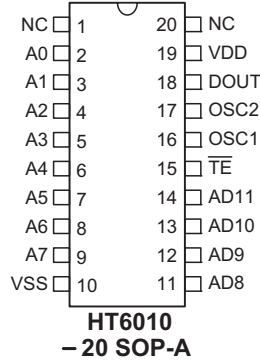 NC 1 20 NC
A0 2 19 VDD
A1 3 18 DOUT
A2 4 17 OSC2
A3 5 16 OSC1
A4 6 15 T̅E̅
A5 7 14 AD11
A6 8 13 AD10
A7 9 12 AD9
VSS 10 11 AD8
HT6010
– 20 SOP-A